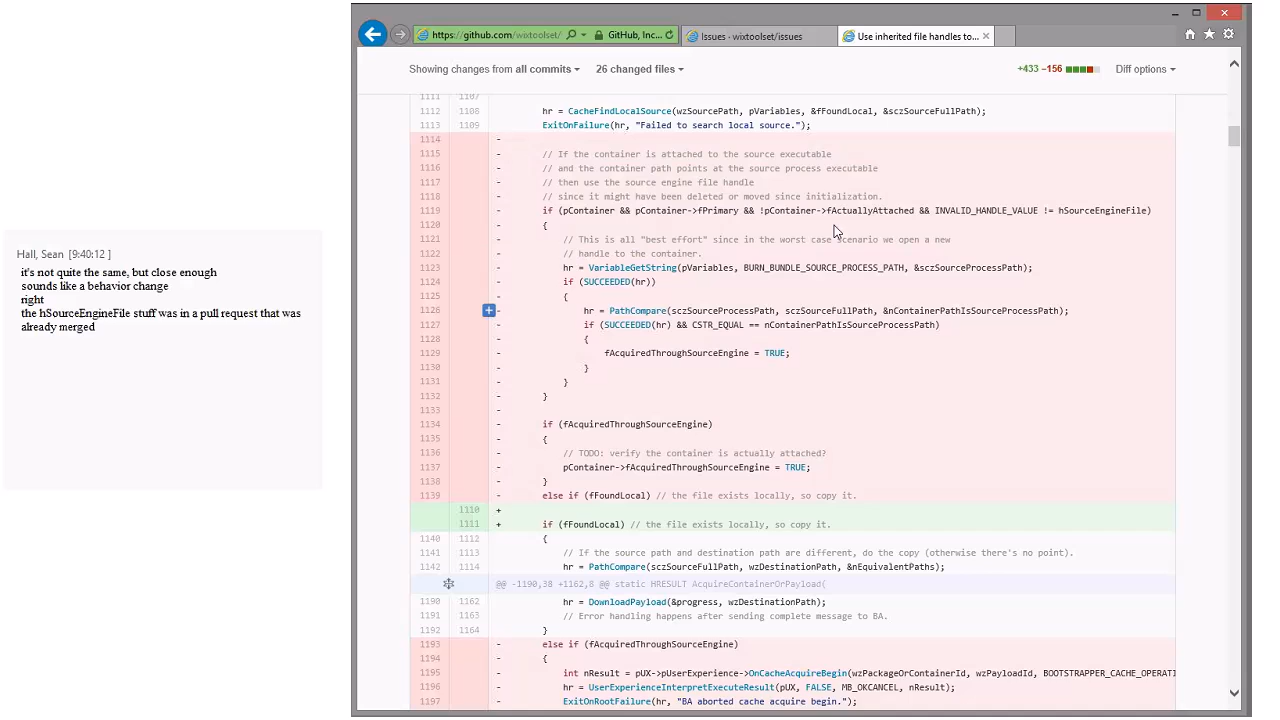 Hall, Sean [9:40:12 ]
it's not quite the same, but close enough
sounds like a behavior change
right
the hSourceEngineFile stuff was in a pull request that was
already merged
https://github.com/wixtoolset/ GitHub, Inc... Issues - wixtoolset/issues Use inherited file handles to...
Showing changes from all commits 26 changed files +433 −156 Diff options
1111 1107
1112 1108 hr = CacheFindLocalSource(wzSourcePath, pVariables, &fFoundLocal, &sczSourceFullPath);
1113 1109 ExitOnFailure(hr, "Failed to search local source.");
1114 -
1115 - // If the container is attached to the source executable
1116 - // and the container path points at the source process executable
1117 - // then use the source engine file handle
1118 - // since it might have been deleted or moved since initialization.
1119 - if (pContainer && pContainer->fPrimary && !pContainer->fActuallyAttached && INVALID_HANDLE_VALUE != hSourceEngineFile)
1120 - {
1121 - // This is all "best effort" since in the worst case scenario we open a new
1122 - // handle to the container.
1123 - hr = VariableGetString(pVariables, BURN_BUNDLE_SOURCE_PROCESS_PATH, &sczSourceProcessPath);
1124 - if (SUCCEEDED(hr))
1125 - {
1126 + - hr = PathCompare(sczSourceProcessPath, sczSourceFullPath, &nContainerPathIsSourceProcessPath);
1127 - if (SUCCEEDED(hr) && CSTR_EQUAL == nContainerPathIsSourceProcessPath)
1128 - {
1129 - fAcquiredThroughSourceEngine = TRUE;
1130 - }
1131 - }
1132 - }
1133 -
1134 - if (fAcquiredThroughSourceEngine)
1135 - {
1136 - // TODO: verify the container is actually attached?
1137 - pContainer->fAcquiredThroughSourceEngine = TRUE;
1138 - }
1139 - else if (fFoundLocal) // the file exists locally, so copy it.
1110 +
1111 + if (fFoundLocal) // the file exists locally, so copy it.
1140 1112 {
1141 1113 // If the source path and destination path are different, do the copy (otherwise there's no point).
1142 1114 hr = PathCompare(sczSourceFullPath, wzDestinationPath, &nEquivalentPaths);
@@ -1190,38 +1162,8 @@ static HRESULT AcquireContainerOrPayload(
1190 1162 hr = DownloadPayload(&progress, wzDestinationPath);
1191 1163 // Error handling happens after sending complete message to BA.
1192 1164 }
1193 - else if (fAcquiredThroughSourceEngine)
1194 - {
1195 - int nResult = pUX->pUserExperience->OnCacheAcquireBegin(wzPackageOrContainerId, wzPayloadId, BOOTSTRAPPER_CACHE_OPERATI
1196 - hr = UserExperienceInterpretExecuteResult(pUX, FALSE, MB_OKCANCEL, nResult);
1197 - ExitOnRootFailure(hr, "BA aborted cache acquire begin.");